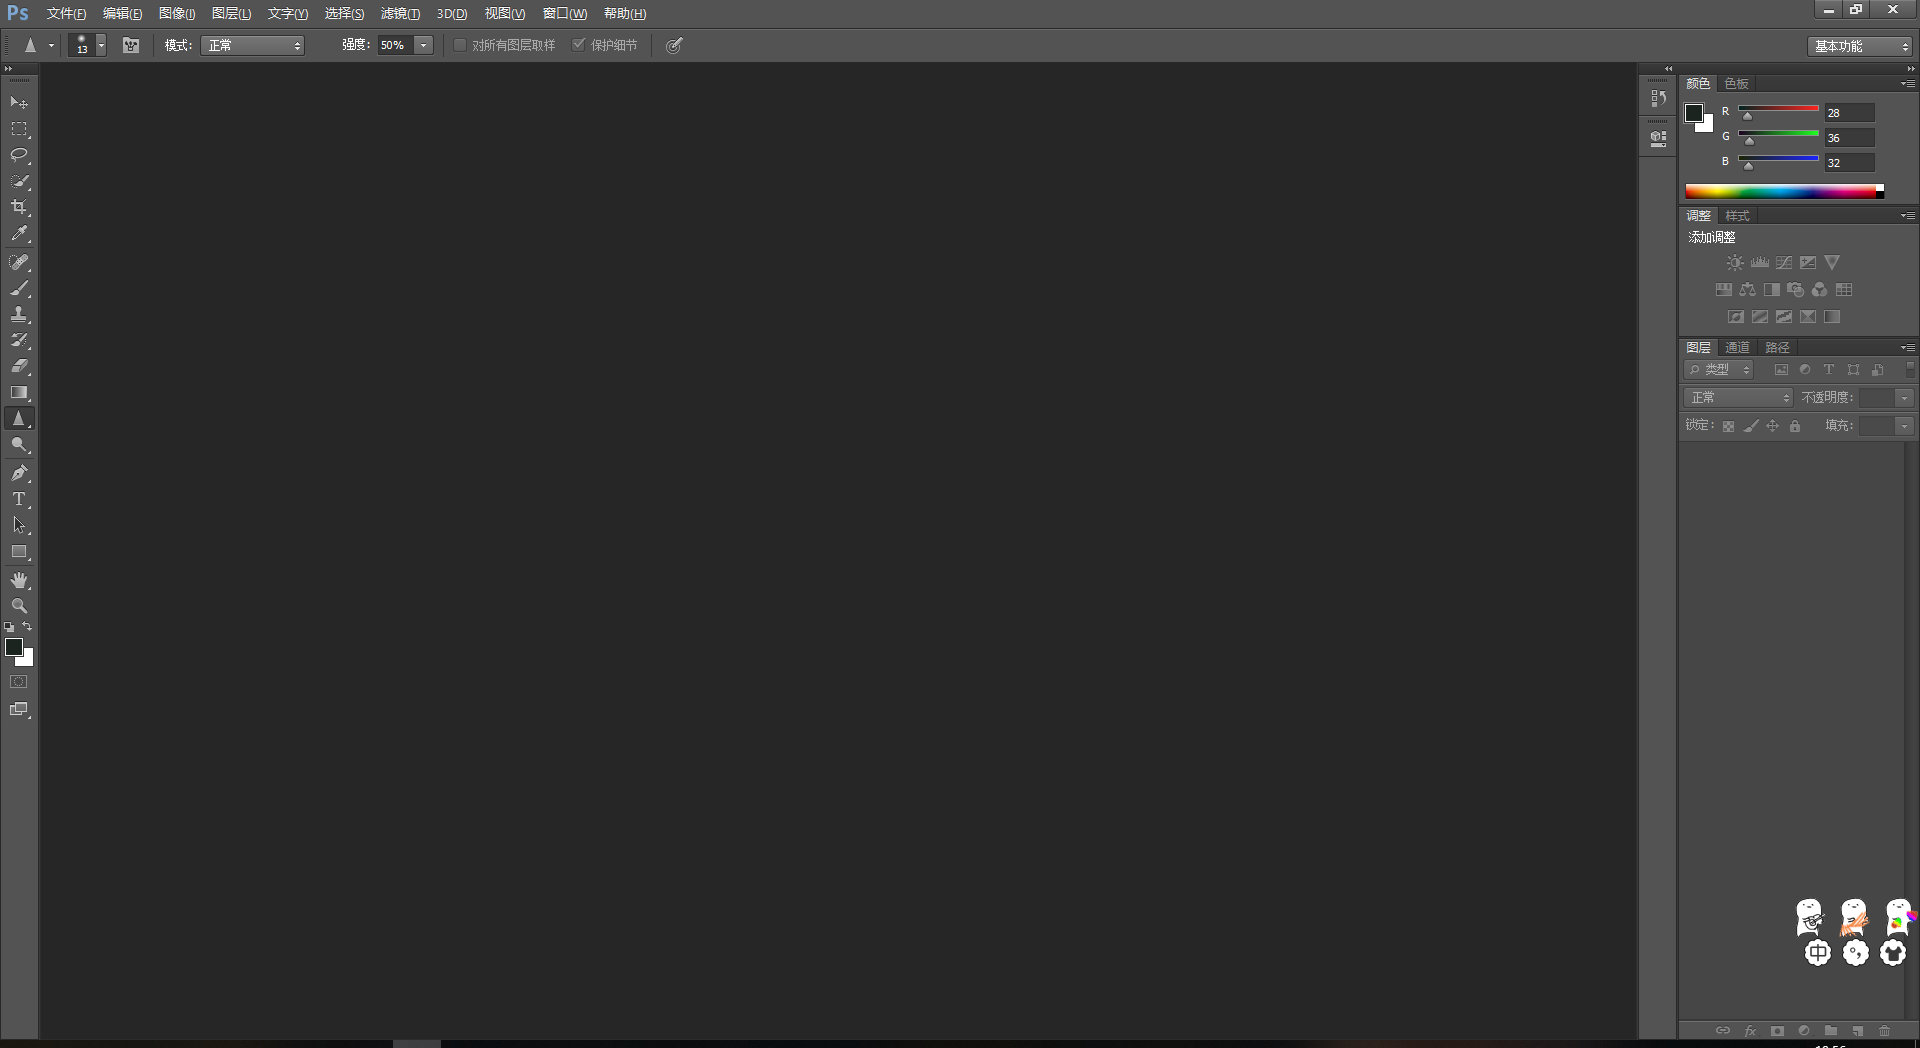 Ps 文件(F) 编辑(E) 图像(I) 图层(L) 文字(Y) 选择(S) 滤镜(T) 3D(D) 视图(V) 窗口(W) 帮助(H)
13 模式: 正常 强度: 50% 对所有图层取样 保护细节 基本功能
颜色 色板
R 28
G 36
B 32
调整 样式
添加调整
图层 通道 路径
类型
正常 不透明度:
锁定: 填充:
中
fx